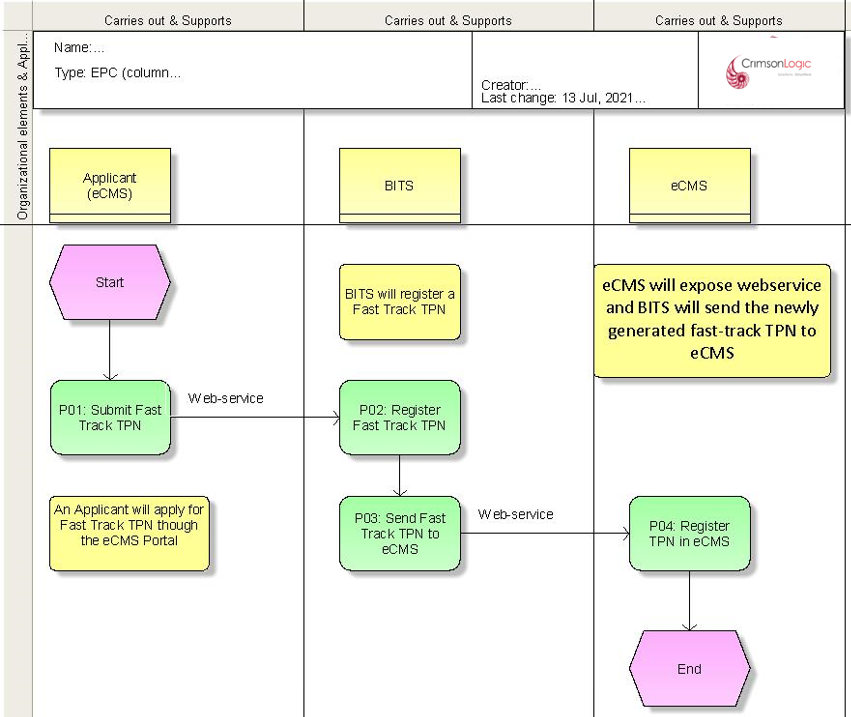 Carries out & Supports
Carries out & Supports
Carries out & Supports
Organizational elements & Appl...
Name:...
Type: EPC (column...
Creator:...
Last change: 13 Jul, 2021...
CrimsonLogic
Applicant
(eCMS)
BITS
eCMS
Start
BITS will register a
Fast Track TPN
eCMS will expose webservice
and BITS will send the newly
generated fast-track TPN to
eCMS
P01: Submit Fast
Track TPN
Web-service
P02: Register
Fast Track TPN
An Applicant will apply for
Fast Track TPN though
the eCMS Portal
P03: Send Fast
Track TPN to
eCMS
Web-service
P04: Register
TPN in eCMS
End